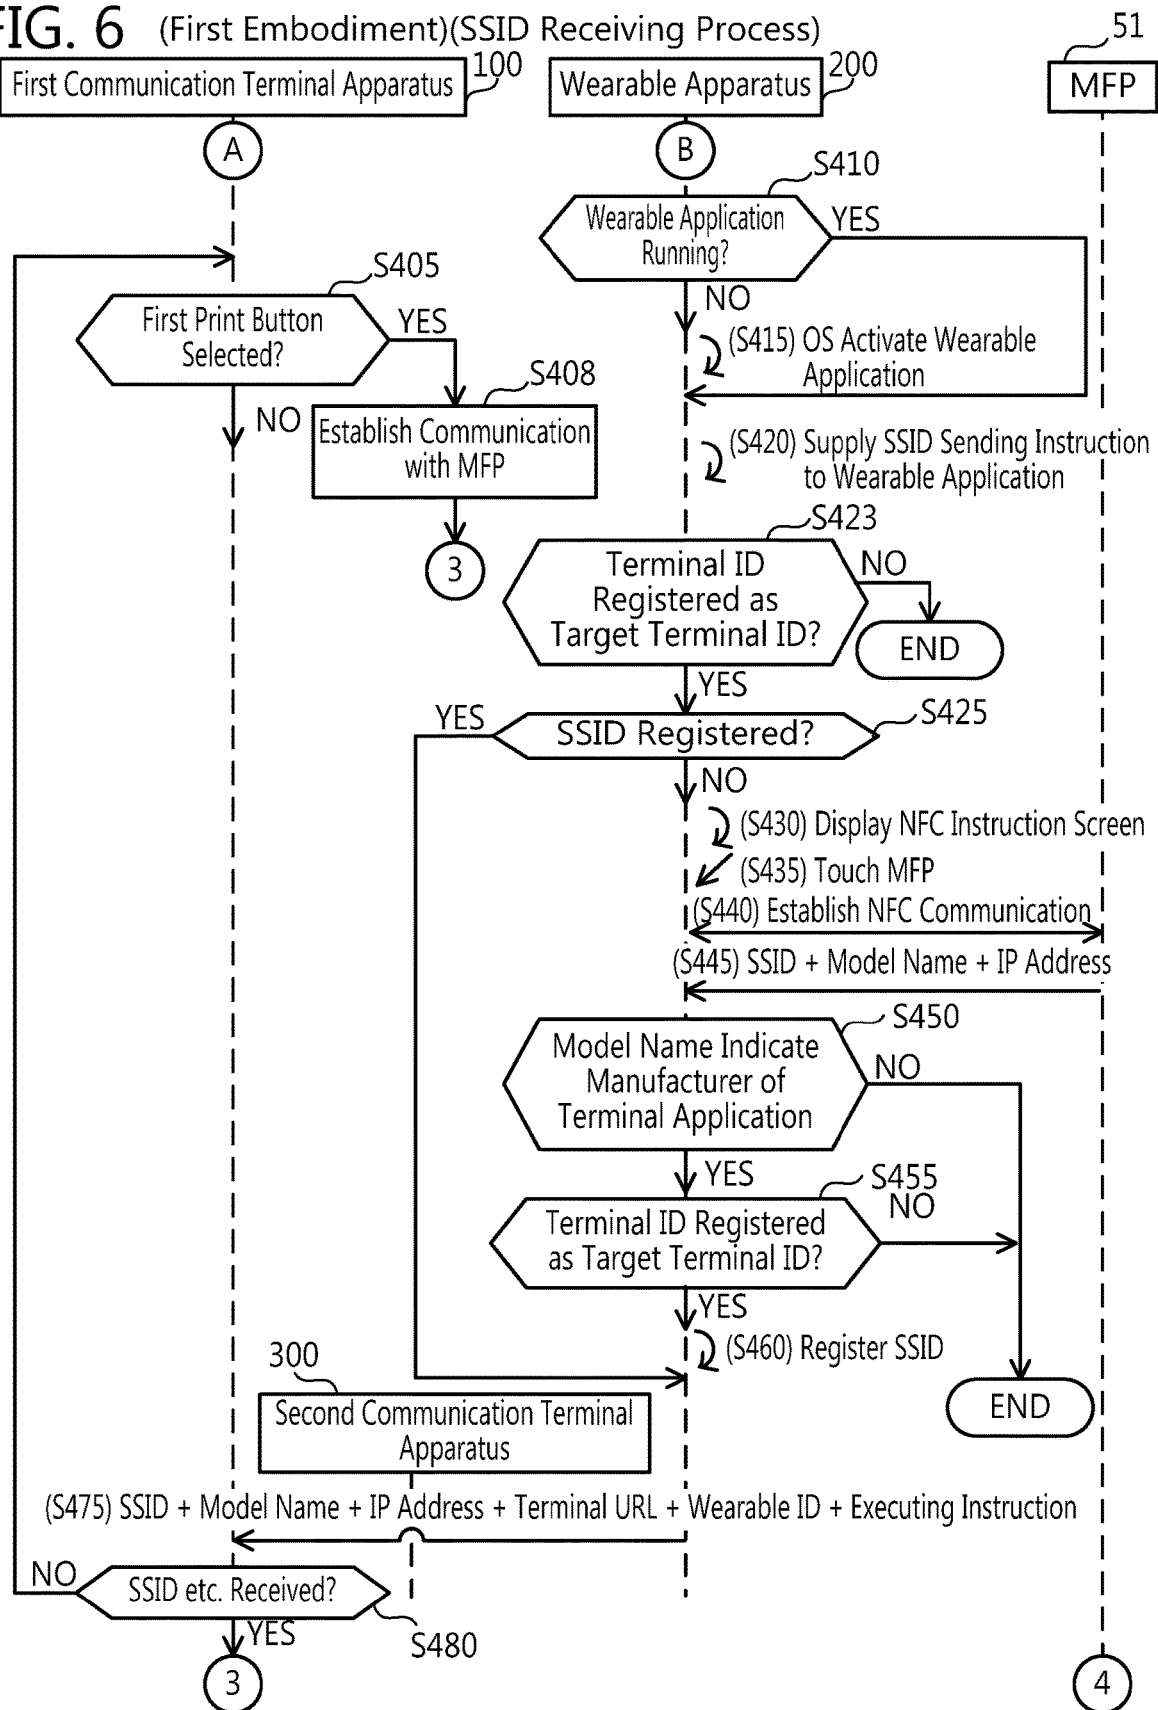 FIG. 6 (First Embodiment)(SSID Receiving Process)
First Communication Terminal Apparatus
100
Wearable Apparatus
200
51
MFP
A
B
S410
Wearable Application
Running?
YES
NO
S405
First Print Button
Selected?
YES
NO
(S415) OS Activate Wearable
Application
S408
Establish Communication
with MFP
3
(S420) Supply SSID Sending Instruction
to Wearable Application
S423
Terminal ID
Registered as
Target Terminal ID?
NO
END
YES
S425
SSID Registered?
YES
NO
(S430) Display NFC Instruction Screen
(S435) Touch MFP
(S440) Establish NFC Communication
(S445) SSID + Model Name + IP Address
S450
Model Name Indicate
Manufacturer of
Terminal Application
NO
YES
S455
NO
Terminal ID Registered
as Target Terminal ID?
YES
(S460) Register SSID
END
300
Second Communication Terminal
Apparatus
(S475) SSID + Model Name + IP Address + Terminal URL + Wearable ID + Executing Instruction
NO
SSID etc. Received?
YES
S480
3
4